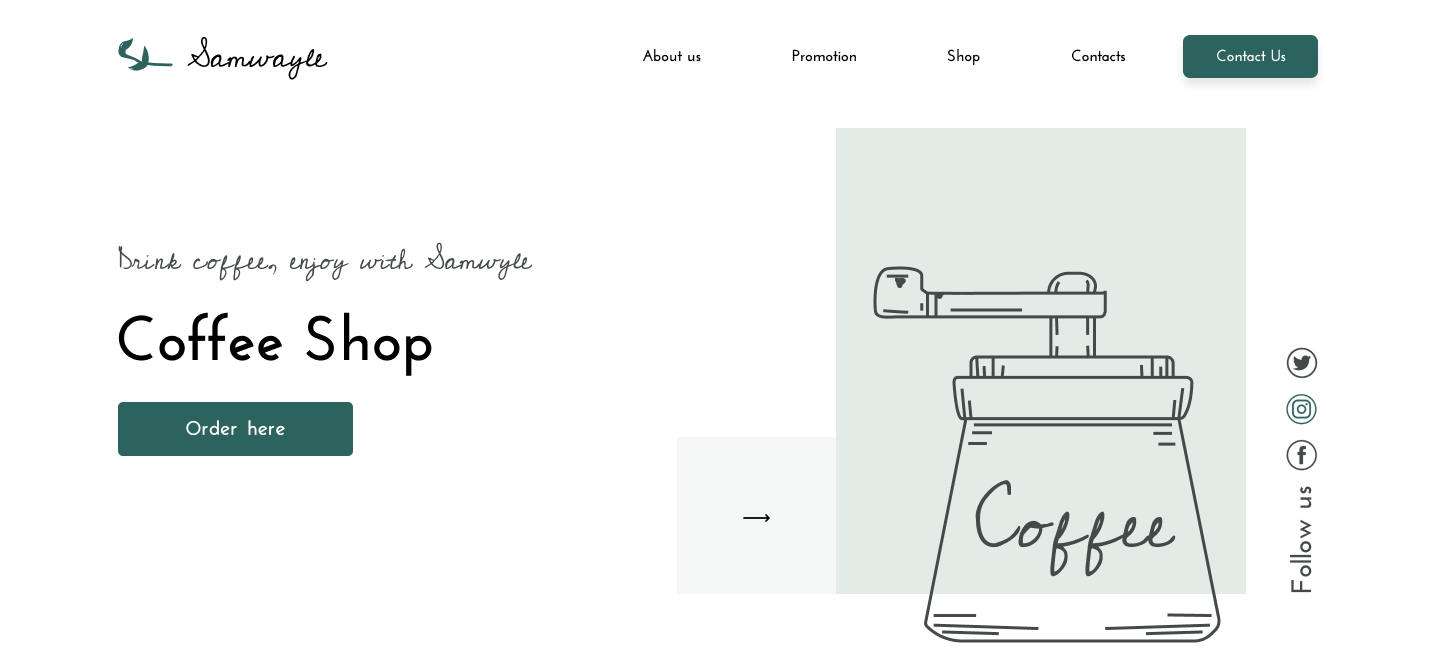 Samwayle
About us
Promotion
Shop
Contacts
Contact Us
Drink coffee, enjoy with Samwyle
Coffee Shop
Order here
Coffee
Follow us